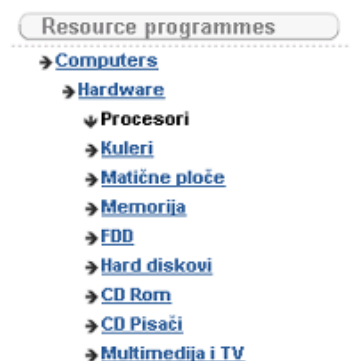 Resource programmes
Computers
Hardware
Procesori
Kuleri
Matične ploče
Memorija
FDD
Hard diskovi
CD Rom
CD Pisači
Multimedija i TV